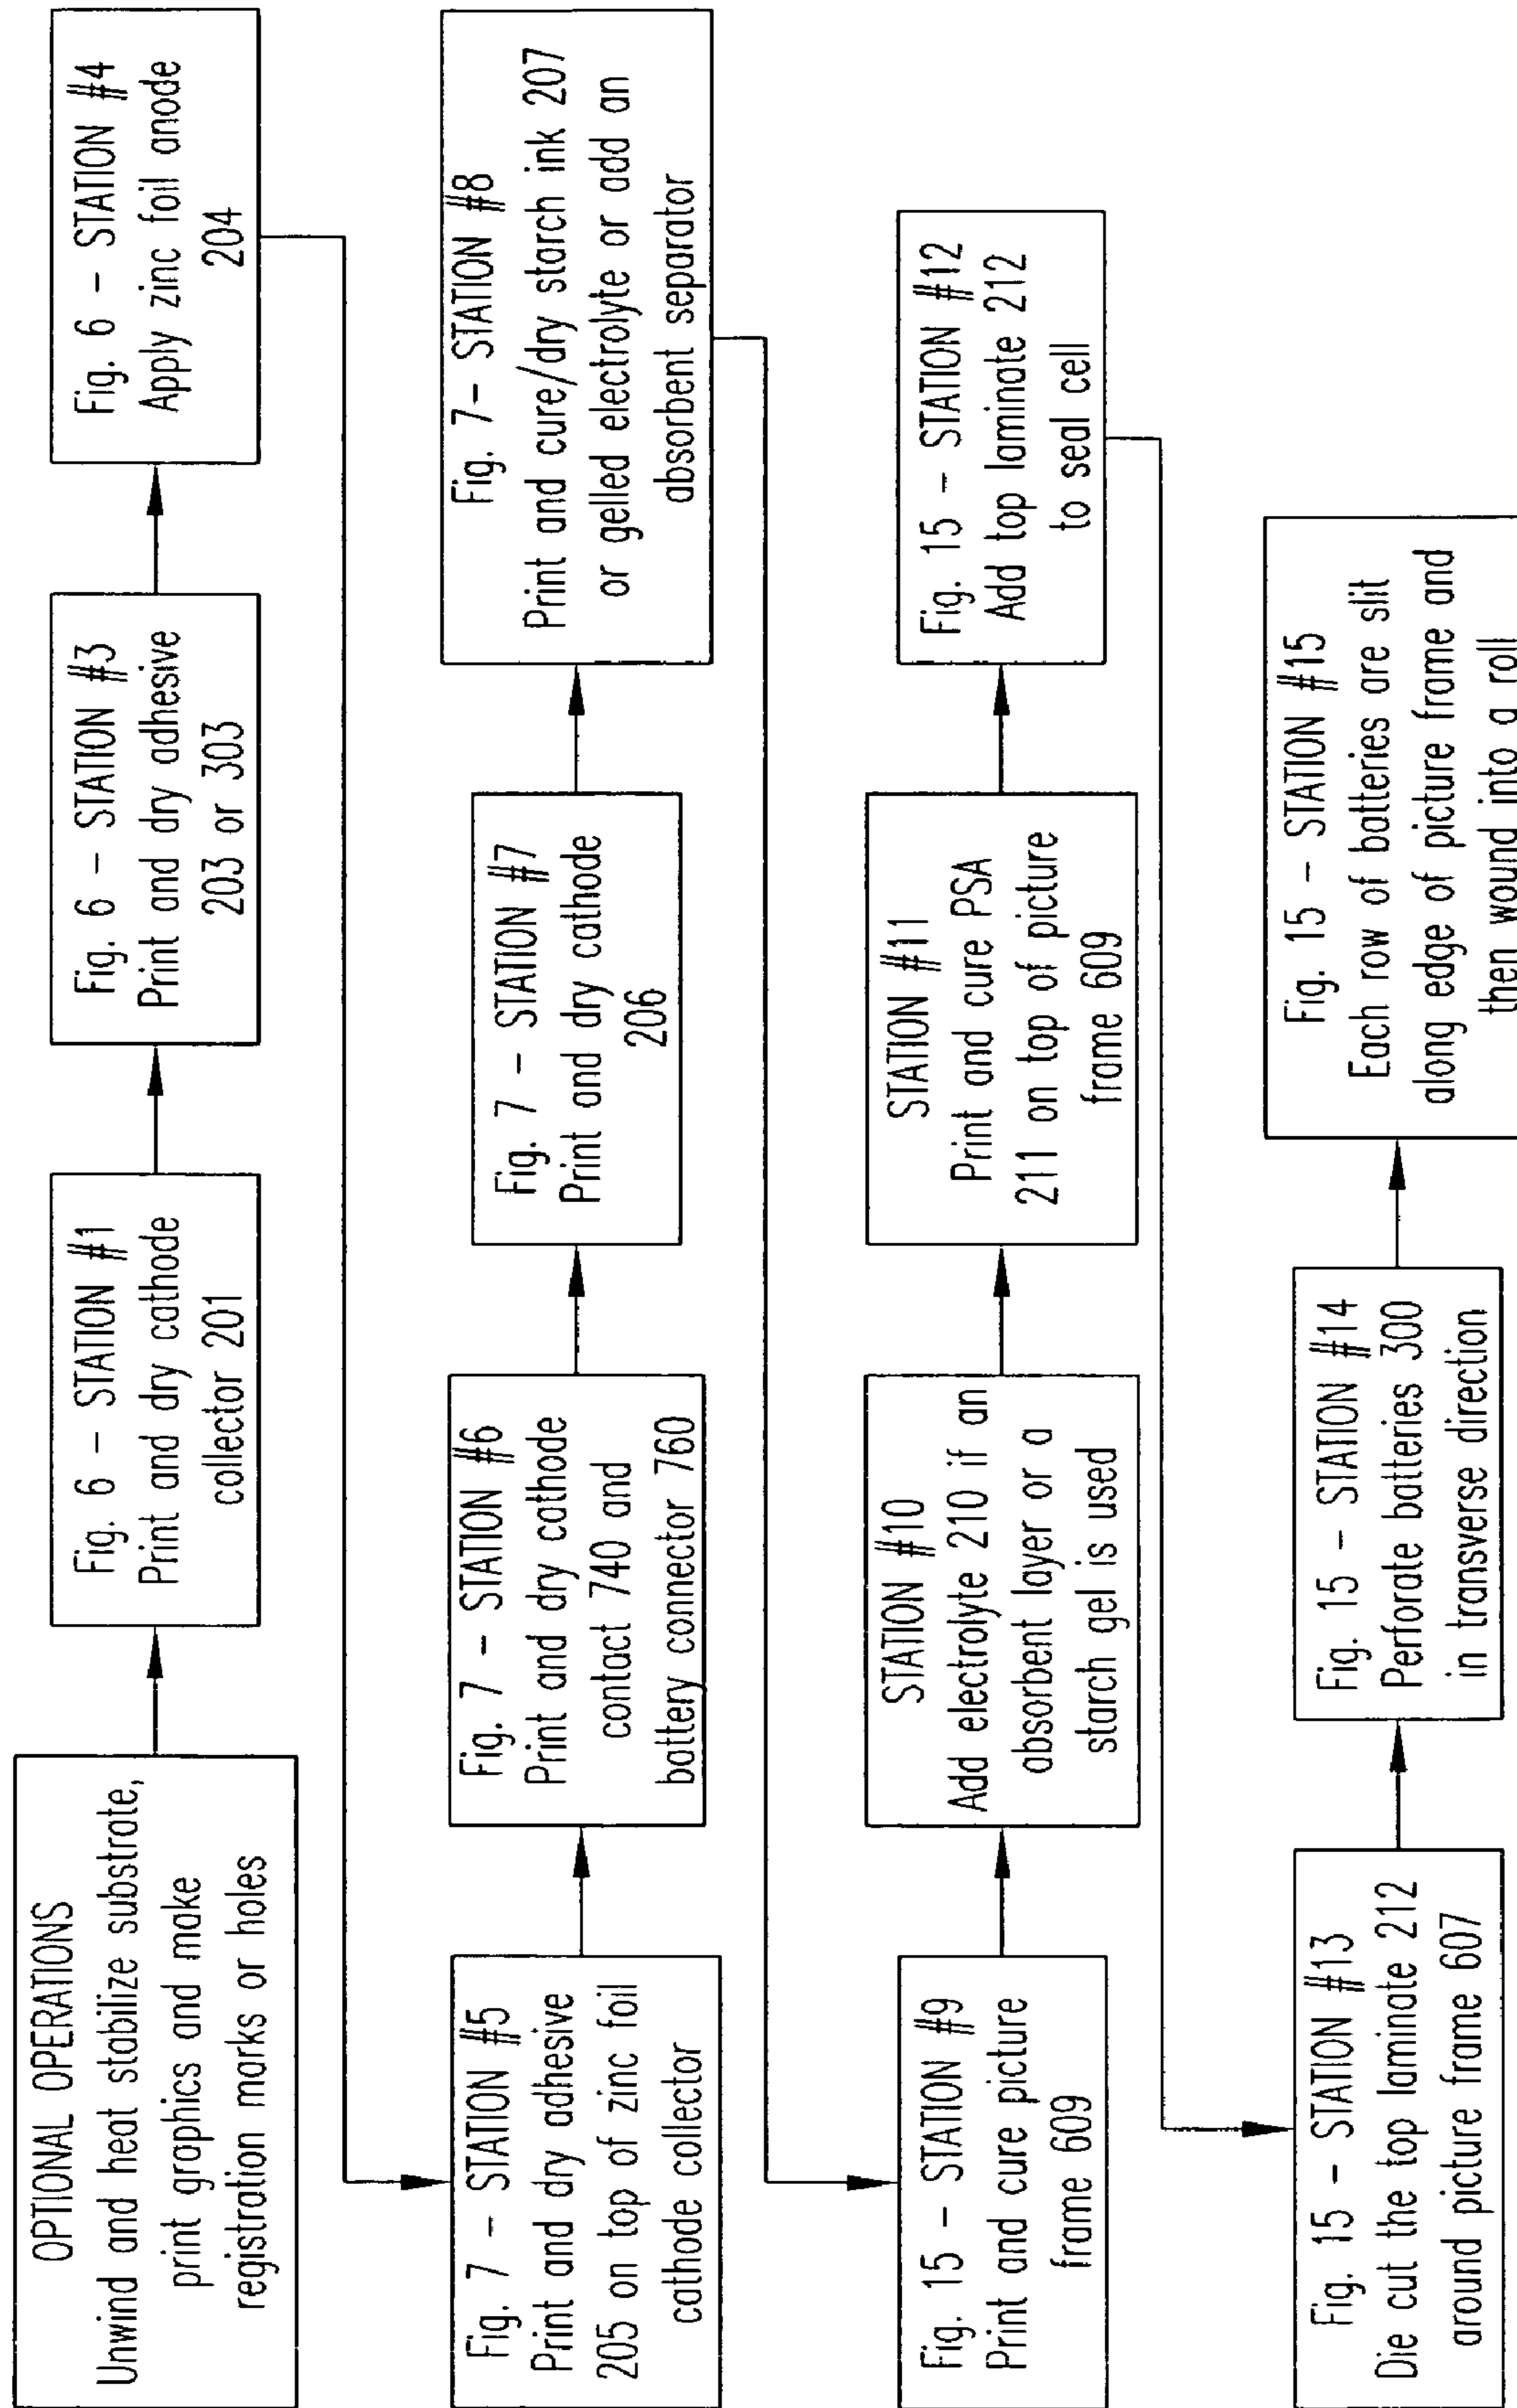 OPTIONAL OPERATIONS
Unwind and heat stabilize substrate,
print graphics and make
registration marks or holes
Fig. 6 – STATION #1
Print and dry cathode
collector 201
Fig. 6 – STATION #3
Print and dry adhesive
203 or 303
Fig. 6 – STATION #4
Apply zinc foil anode
204
Fig. 7 – STATION #5
Print and dry adhesive
205 on top of zinc foil
cathode collector
Fig. 7 – STATION #6
Print and dry cathode
contact 740 and
battery connector 760
Fig. 7 – STATION #7
Print and dry cathode
206
Fig. 7– STATION #8
Print and cure/dry starch ink 207
or gelled electrolyte or add an
absorbent separator
Fig. 15 – STATION #9
Print and cure picture
frame 609
STATION #10
Add electrolyte 210 if an
absorbent layer or a
starch gel is used
STATION #11
Print and cure PSA
211 on top of picture
frame 609
Fig. 15 – STATION #12
Add top laminate 212
to seal cell
Fig. 15 – STATION #13
Die cut the top laminate 212
around picture frame 607
Fig. 15 – STATION #14
Perforate batteries 300
in transverse direction
Fig. 15 – STATION #15
Each row of batteries are slit
along edge of picture frame and
then wound into a roll